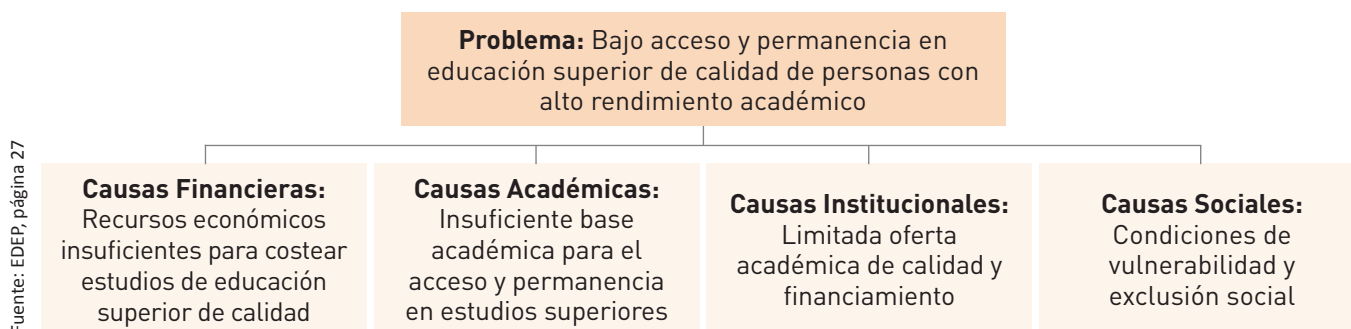 Problema: Bajo acceso y permanencia en
educación superior de calidad de personas con
alto rendimiento académico
Causas Financieras:
Recursos económicos
insuficientes para costear
estudios de educación
superior de calidad
Causas Académicas:
Insuficiente base
académica para el
acceso y permanencia
en estudios superiores
Causas Institucionales:
Limitada oferta
académica de calidad y
financiamiento
Causas Sociales:
Condiciones de
vulnerabilidad y
exclusión social
Fuente: EDEP, página 27